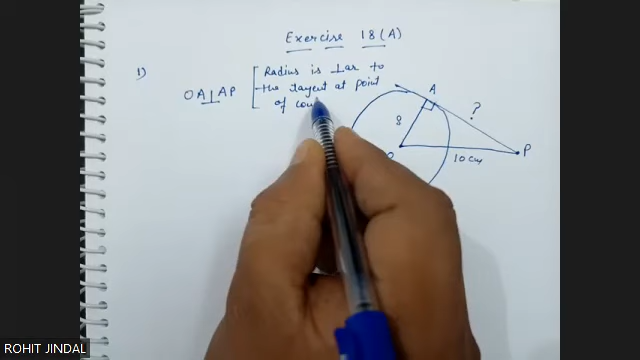 Exercise 18(A)
1)
OA⊥AP [ Radius is ⊥ar to
the tangent at point
of
A
?
8
10 cm
P
ROHIT JINDAL